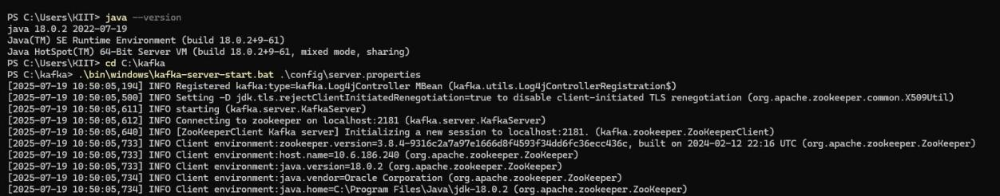 PS C:\Users\KIIT> java --version
java 18.0.2 2022-07-19
Java(TM) SE Runtime Environment (build 18.0.2+9-61)
Java HotSpot(TM) 64-Bit Server VM (build 18.0.2+9-61, mixed mode, sharing)
PS C:\Users\KIIT> cd C:\kafka
PS C:\kafka> .\bin\windows\kafka-server-start.bat .\config\server.properties
[2025-07-19 10:50:05,194] INFO Registered kafka:type=kafka.Log4jController MBean (kafka.utils.Log4jControllerRegistration$)
[2025-07-19 10:50:05,500] INFO Setting -D jdk.tls.rejectClientInitiatedRenegotiation=true to disable client-initiated TLS renegotiation (org.apache.zookeeper.common.X509Util)
[2025-07-19 10:50:05,611] INFO starting (kafka.server.KafkaServer)
[2025-07-19 10:50:05,612] INFO Connecting to zookeeper on localhost:2181 (kafka.server.KafkaServer)
[2025-07-19 10:50:05,640] INFO [ZooKeeperClient Kafka server] Initializing a new session to localhost:2181. (kafka.zookeeper.ZooKeeperClient)
[2025-07-19 10:50:05,733] INFO Client environment:zookeeper.version=3.8.4-9316c2a7a97e1666d8f4593f34dd6fc36ecc436c, built on 2024-02-12 22:16 UTC (org.apache.zookeeper.ZooKeeper)
[2025-07-19 10:50:05,733] INFO Client environment:host.name=10.6.186.240 (org.apache.zookeeper.ZooKeeper)
[2025-07-19 10:50:05,733] INFO Client environment:java.version=18.0.2 (org.apache.zookeeper.ZooKeeper)
[2025-07-19 10:50:05,734] INFO Client environment:java.vendor=Oracle Corporation (org.apache.zookeeper.ZooKeeper)
[2025-07-19 10:50:05,734] INFO Client environment:java.home=C:\Program Files\Java\jdk-18.0.2 (org.apache.zookeeper.ZooKeeper)